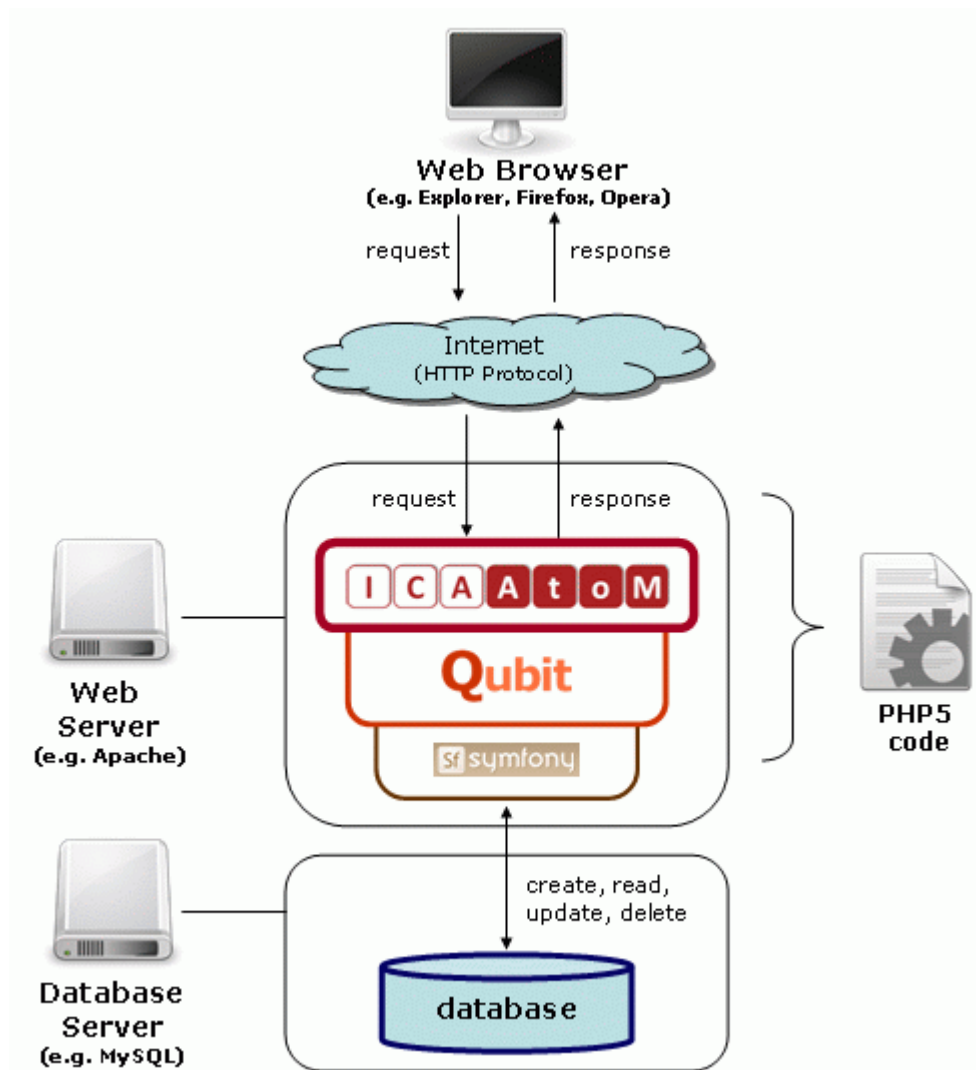 Web Browser
(e.g. Explorer, Firefox, Opera)
request
response
Internet
(HTTP Protocol)
request
response
ICAAtoM
Qubit
Sf symfony
Web
Server
(e.g. Apache)
PHP5
code
create, read,
update, delete
database
Database
Server
(e.g. MySQL)